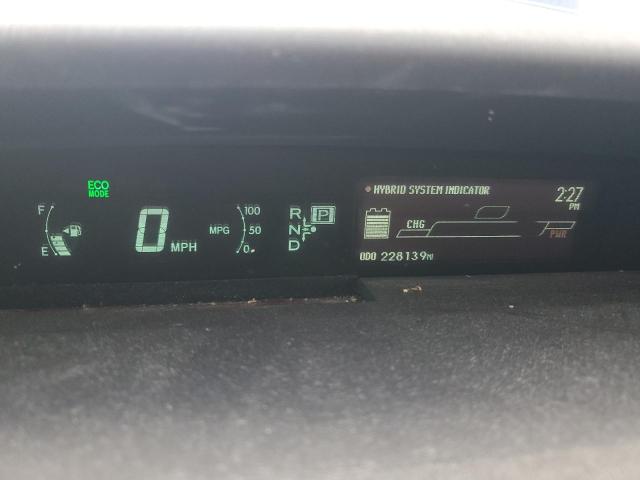 ECO
MODE
F
E
0 MPH
MPG
100
50
0
R
N
D
P
HYBRID SYSTEM INDICATOR
2:27
PM
CHG
PWR
ODO 228139MI